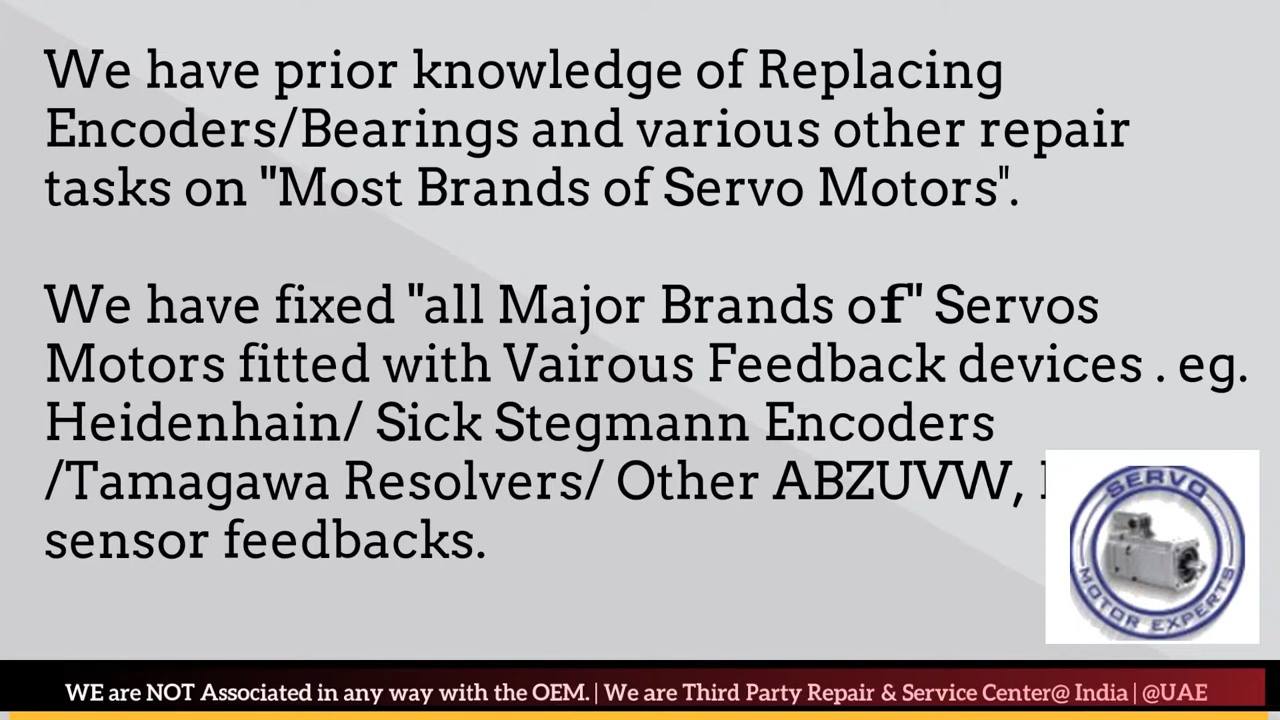 We have prior knowledge of Replacing
Encoders/Bearings and various other repair
tasks on "Most Brands of Servo Motors".
We have fixed "all Major Brands of" Servos
Motors fitted with Vairous Feedback devices . eg.
Heidenhain/ Sick Stegmann Encoders
/Tamagawa Resolvers/ Other ABZUVW,
sensor feedbacks.
SERVO
MOTOR EXPERTS
WE are NOT Associated in any way with the OEM. | We are Third Party Repair & Service Center@ India | @UAE